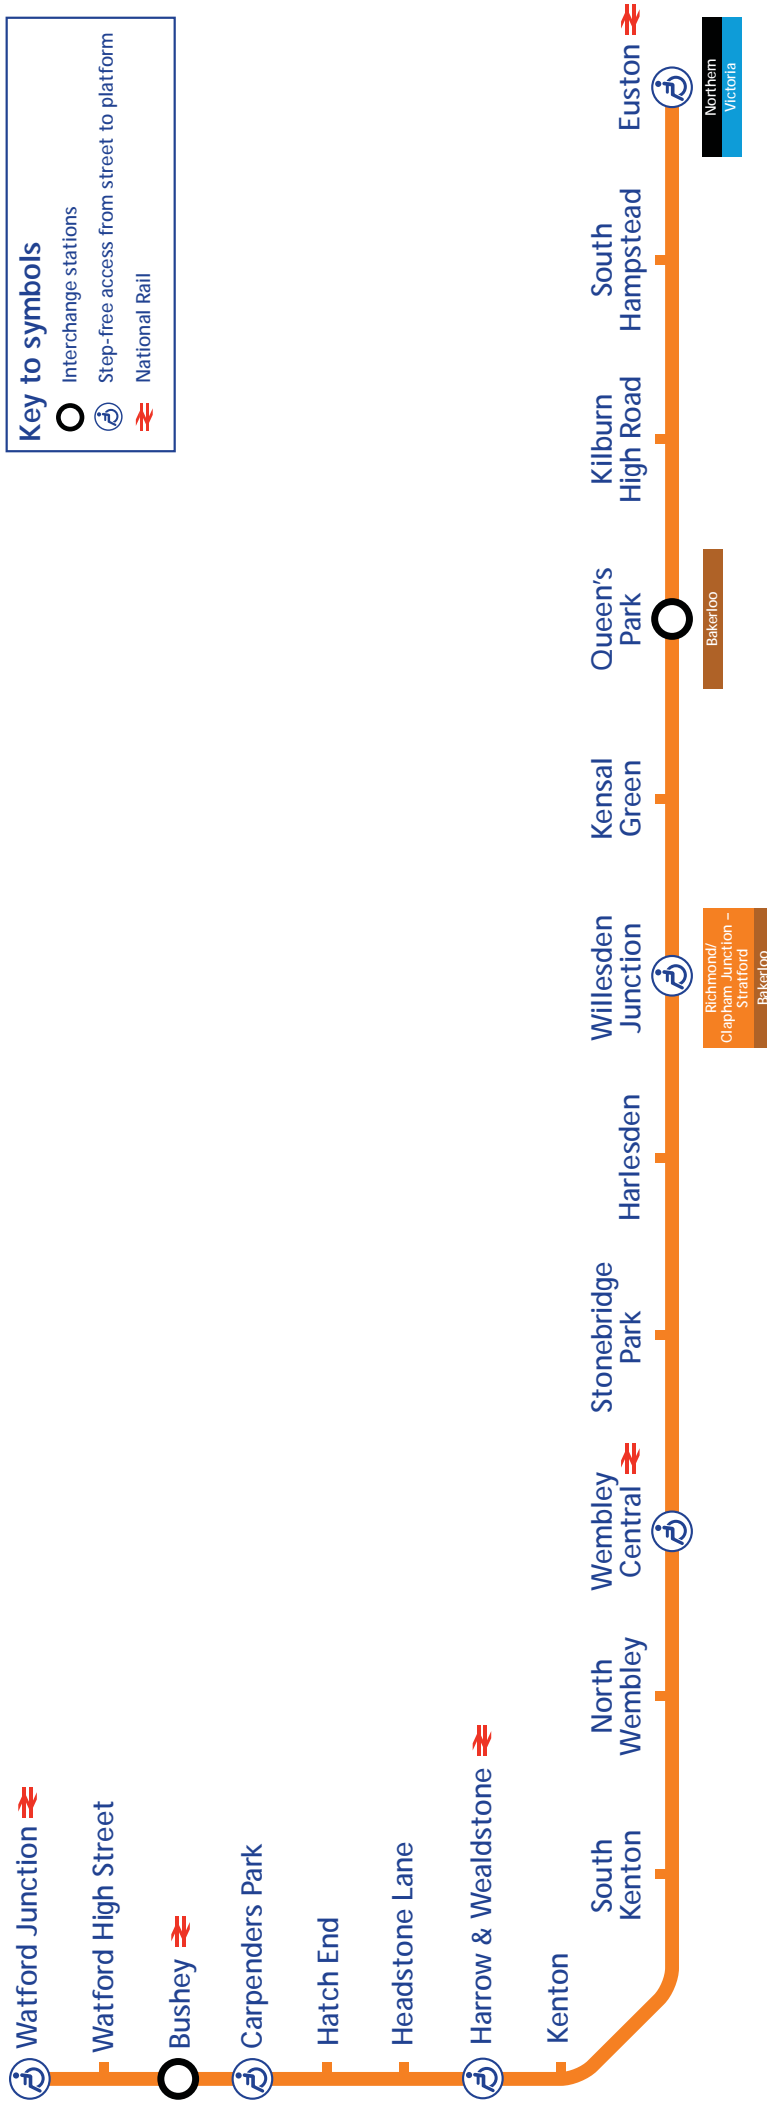 Key to symbols
Interchange stations
Step-free access from street to platform
National Rail
Watford Junction
Watford High Street
Bushey
Carpenders Park
Hatch End
Headstone Lane
Harrow & Wealdstone
Kenton
South
Kenton
North
Wembley
Wembley
Central
Stonebridge
Park
Harlesden
Willesden
Junction
Richmond/
Clapham Junction –
Stratford
Bakerloo
Kensal
Green
Queen's
Park
Bakerloo
Kilburn
High Road
South
Hampstead
Euston
Northern
Victoria